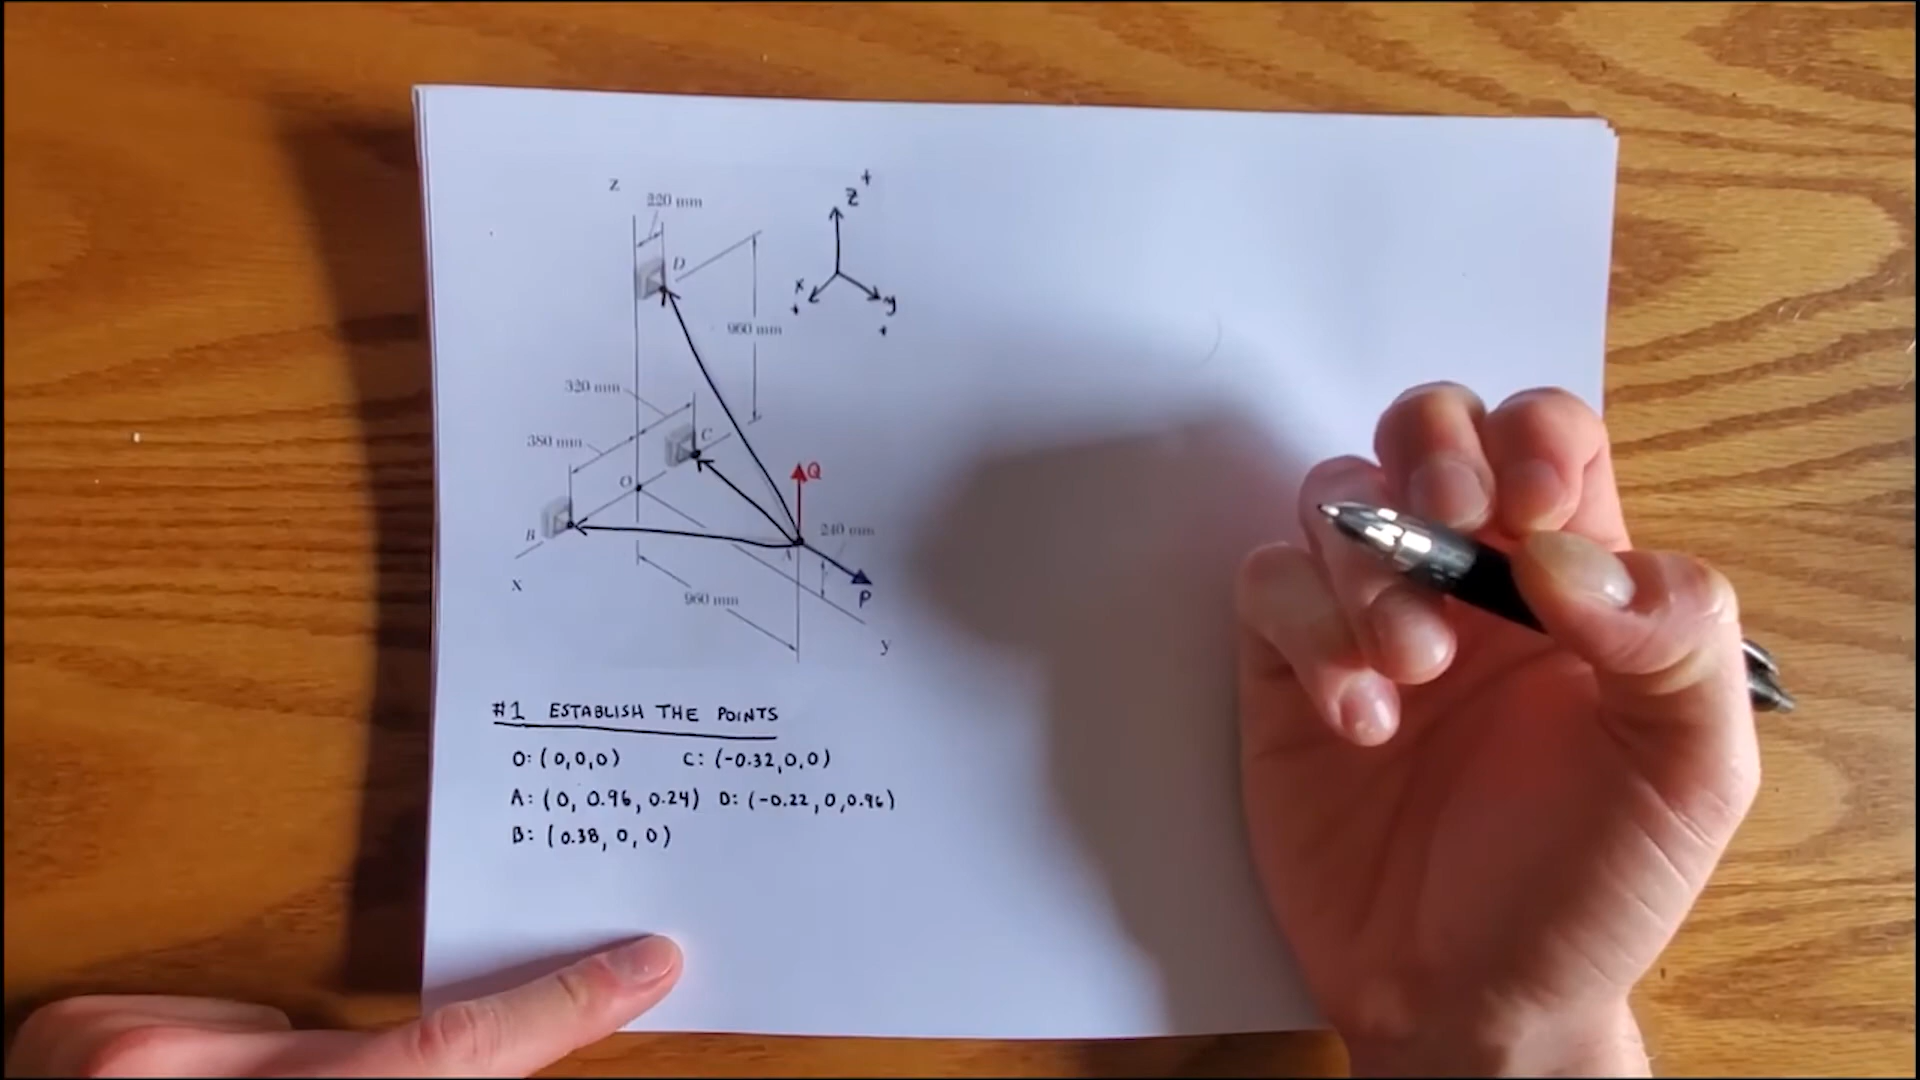 z
220 mm
z +
D
x +
y +
960 mm
320 mm
380 mm
C
O
Q
B
240 mm
A
x
960 mm
P
y
#1 ESTABLISH THE POINTS
O: (0,0,0) C: (-0.32,0,0)
A: (0, 0.96, 0.24) D: (-0.22, 0,0.96)
B: (0.38, 0, 0)